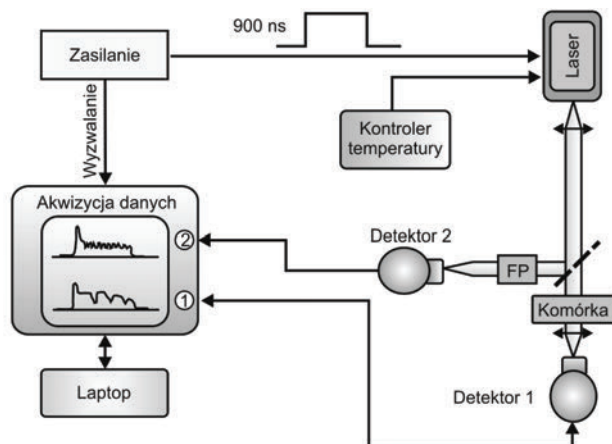 900 ns
Zasilanie
Laser
Wyzwalanie
Kontroler
temperatury
Akwizycja danych
2
1
Detektor 2
FP
Komórka
Laptop
Detektor 1